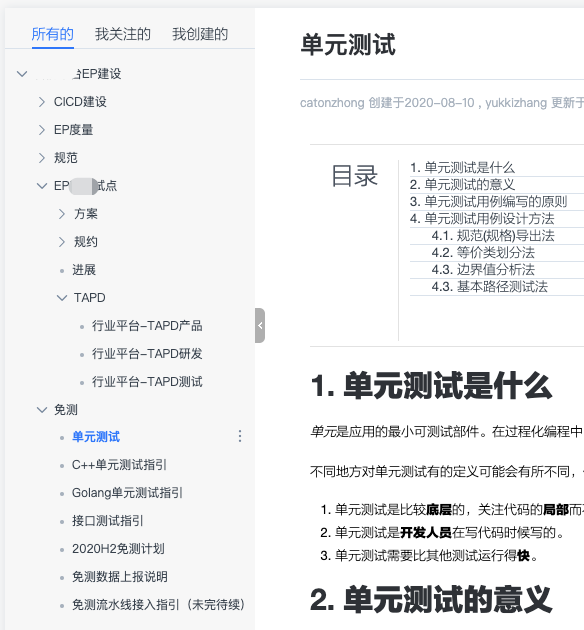 所有的 我关注的 我创建的
EP建设
CICD建设
EP度量
规范
EP 试点
方案
规约
进展
TAPD
行业平台-TAPD产品
行业平台-TAPD研发
行业平台-TAPD测试
免测
单元测试
C++单元测试指引
Golang单元测试指引
接口测试指引
2020H2免测计划
免测数据上报说明
免测流水线接入指引（未完待续）
单元测试
catonzhong 创建于2020-08-10 , yukkizhang 更新于
目录
1. 单元测试是什么
2. 单元测试的意义
3. 单元测试用例编写的原则
4. 单元测试用例设计方法
4.1. 规范(规格)导出法
4.2. 等价类划分法
4.3. 边界值分析法
4.3. 基本路径测试法
1. 单元测试是什么
单元是应用的最小可测试部件。在过程化编程中
不同地方对单元测试有的定义可能会有所不同，
1. 单元测试是比较底层的，关注代码的局部而
2. 单元测试是开发人员在写代码时候写的。
3. 单元测试需要比其他测试运行得快。
2. 单元测试的意义